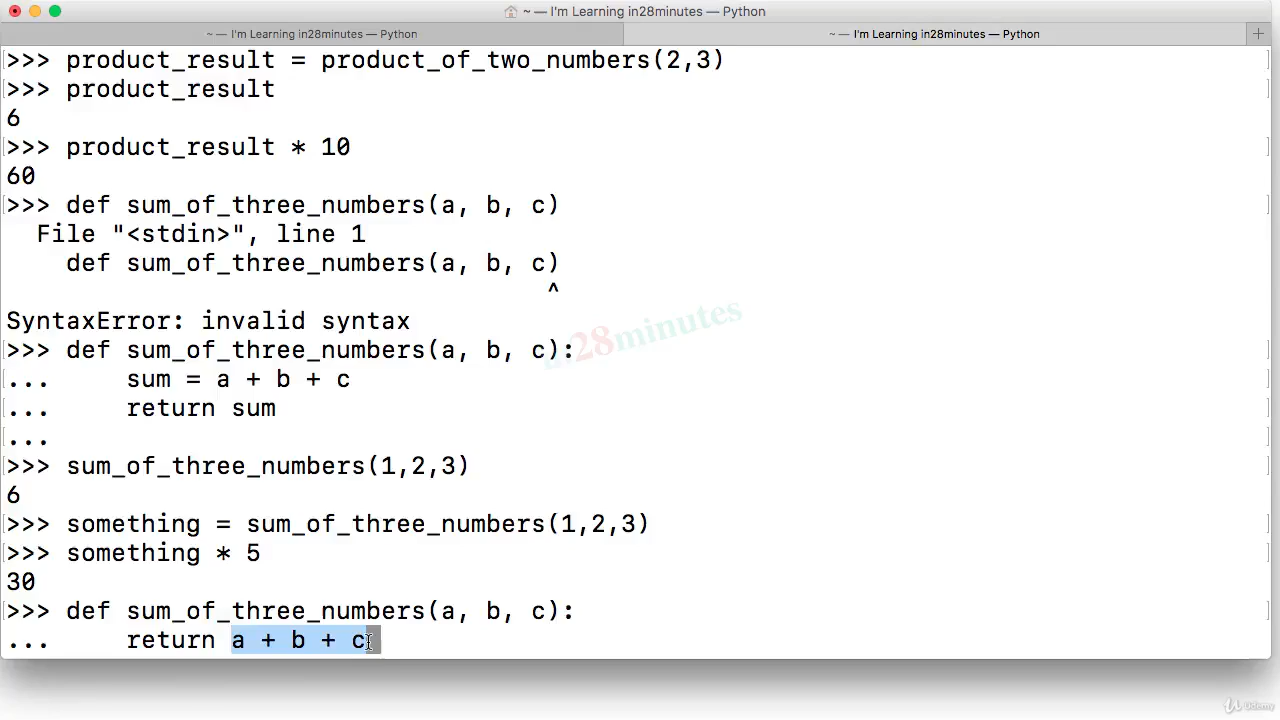 ~ — I'm Learning in28minutes — Python
~ — I'm Learning in28minutes — Python
~ — I'm Learning in28minutes — Python
>>> product_result = product_of_two_numbers(2,3)
>>> product_result
6
>>> product_result * 10
60
>>> def sum_of_three_numbers(a, b, c)
  File "<stdin>", line 1
    def sum_of_three_numbers(a, b, c)
                                    ^
SyntaxError: invalid syntax
>>> def sum_of_three_numbers(a, b, c):
...     sum = a + b + c
...     return sum
...
>>> sum_of_three_numbers(1,2,3)
6
>>> something = sum_of_three_numbers(1,2,3)
>>> something * 5
30
>>> def sum_of_three_numbers(a, b, c):
...     return a + b + c
in28minutes
Udemy